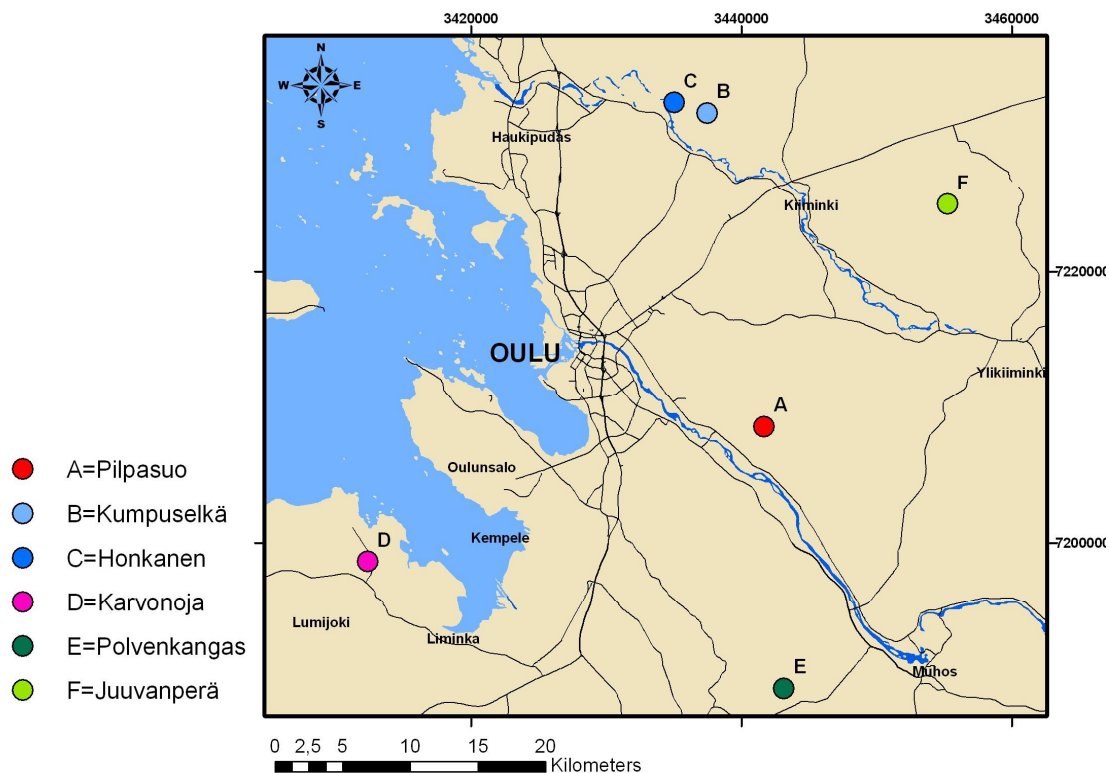 3420000 3440000 3460000
N
W E
S
C
B
Haukipudas
F
Kiiminki
7220000
OULU
Ylikiiminki
A
A=Pilpasuo
Oulunsalo
B=Kumpuselkä
Kempele
D
7200000
C=Honkanen
D=Karvonoja
Lumijoki
Liminka
E=Polvenkangas
E
Muhos
F=Juuvanperä
0 2,5 5 10 15 20
Kilometers